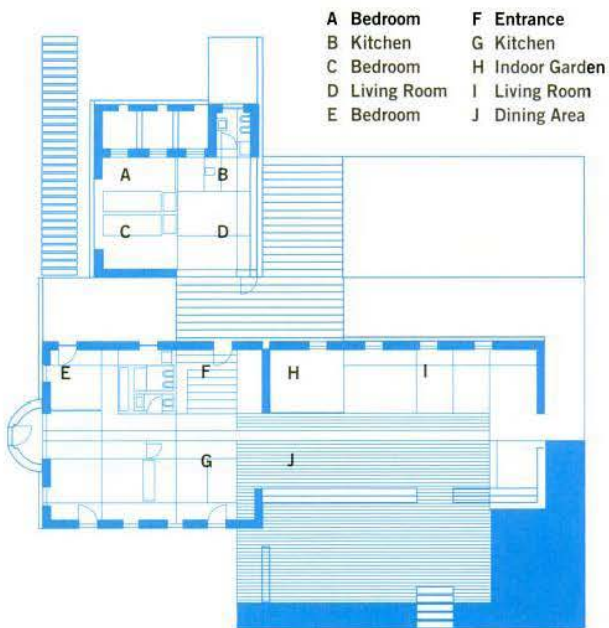 A Bedroom
B Kitchen
C Bedroom
D Living Room
E Bedroom
F Entrance
G Kitchen
H Indoor Garden
I Living Room
J Dining Area
A
B
C
D
E
F
H
I
G
J